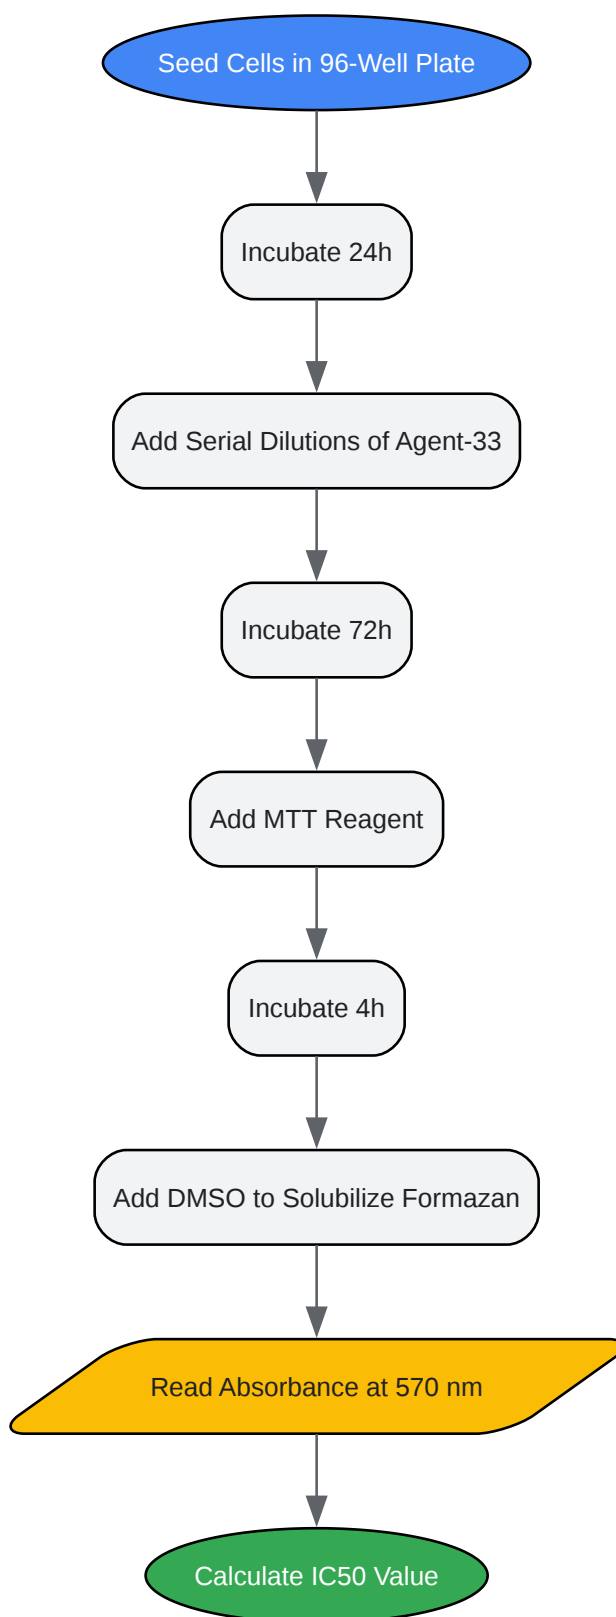 Seed Cells in 96-Well Plate
Incubate 24h
Add Serial Dilutions of Agent-33
Incubate 72h
Add MTT Reagent
Incubate 4h
Add DMSO to Solubilize Formazan
Read Absorbance at 570 nm
Calculate IC50 Value